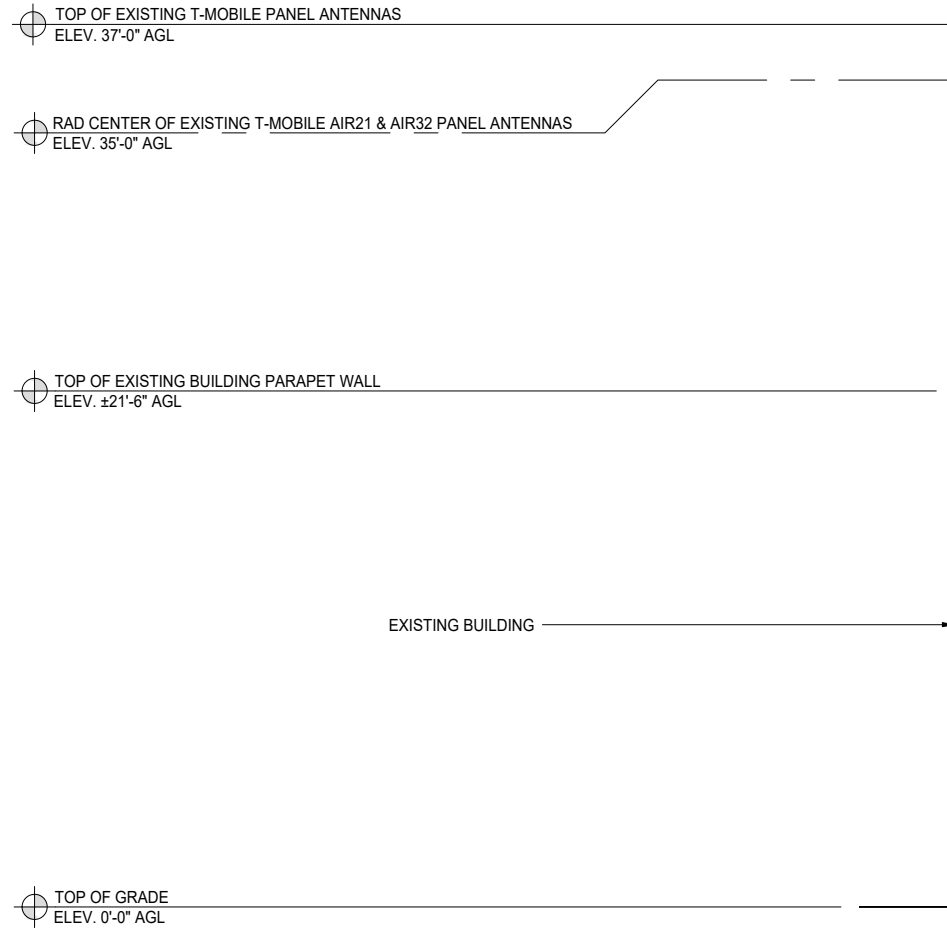 TOP OF EXISTING T-MOBILE PANEL ANTENNAS
ELEV. 37'-0" AGL
RAD CENTER OF EXISTING T-MOBILE AIR21 & AIR32 PANEL ANTENNAS
ELEV. 35'-0" AGL
TOP OF EXISTING BUILDING PARAPET WALL
ELEV. ±21'-6" AGL
EXISTING BUILDING
TOP OF GRADE
ELEV. 0'-0" AGL